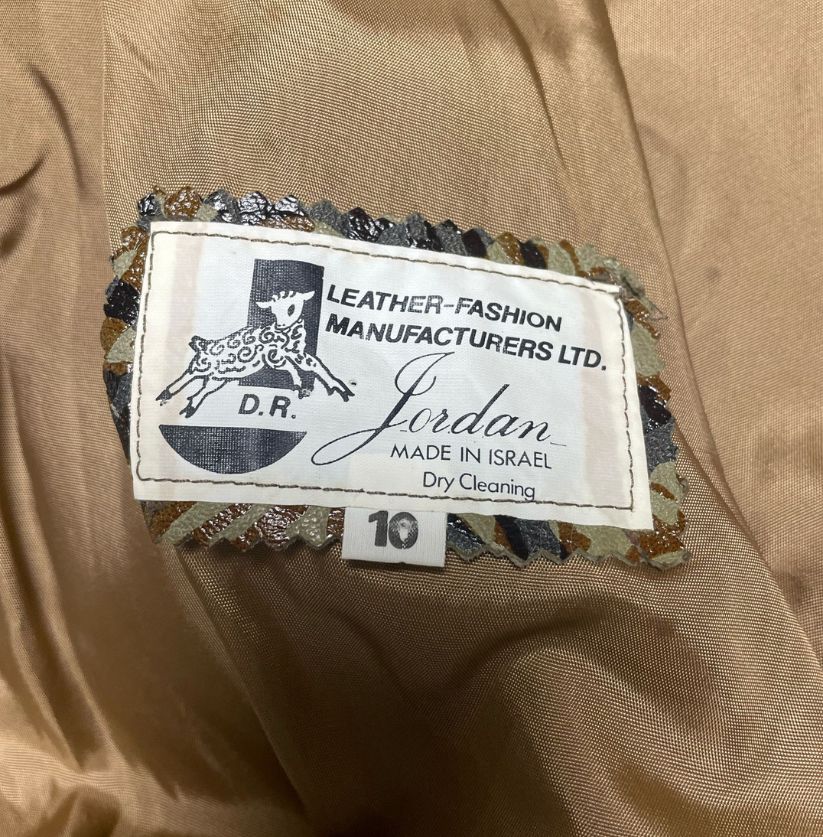 LEATHER-FASHION
MANUFACTURERS LTD.
D.R.
Jordan
MADE IN ISRAEL
Dry Cleaning
10